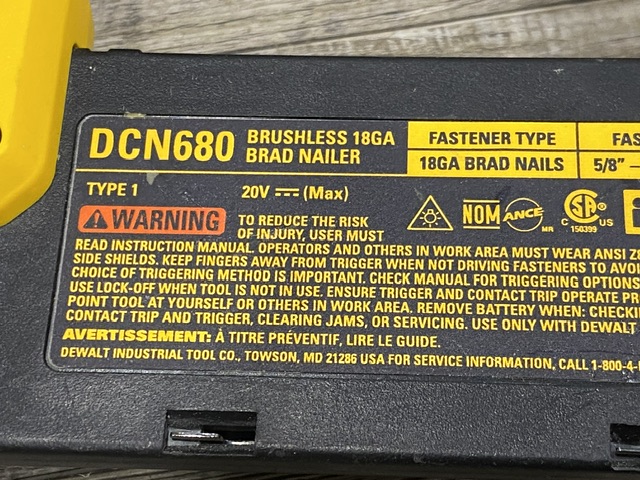 DCN680 BRUSHLESS 18GA
BRAD NAILER
FASTENER TYPE
18GA BRAD NAILS 5/8" –
TYPE 1 20V (Max)
NOM ANCE MR
C US
150399
WARNING TO REDUCE THE RISK
OF INJURY, USER MUST
READ INSTRUCTION MANUAL. OPERATORS AND OTHERS IN WORK AREA MUST WEAR ANSI
SIDE SHIELDS. KEEP FINGERS AWAY FROM TRIGGER WHEN NOT DRIVING FASTENERS TO
CHOICE OF TRIGGERING METHOD IS IMPORTANT. CHECK MANUAL FOR TRIGGERING OPTIONS
USE LOCK-OFF WHEN TOOL IS NOT IN USE. ENSURE TRIGGER AND CONTACT TRIP OPERATE
POINT TOOL AT YOURSELF OR OTHERS IN WORK AREA. REMOVE BATTERY WHEN:
CONTACT TRIP AND TRIGGER, CLEARING JAMS, OR SERVICING. USE ONLY WITH DEWALT
AVERTISSEMENT: À TITRE PRÉVENTIF, LIRE LE GUIDE.
DEWALT INDUSTRIAL TOOL CO., TOWSON, MD 21286 USA FOR SERVICE INFORMATION, CALL 1-800-4-